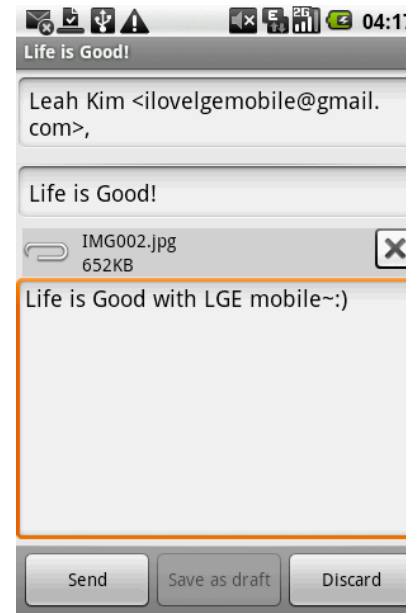 E
2G
04:17
Life is Good!
Leah Kim <ilovelgemobile@gmail.
com>,
Life is Good!
IMG002.jpg
652KB
Life is Good with LGE mobile~:)
Send
Save as draft
Discard